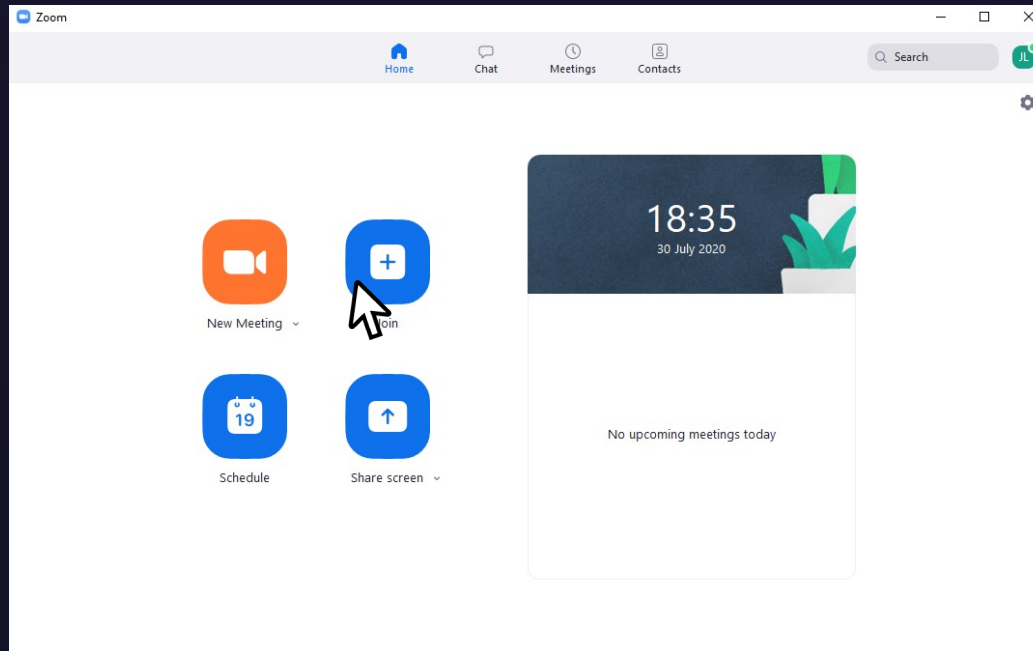 Zoom
Home
Chat
Meetings
Contacts
Search
JL
18:35
30 July 2020
New Meeting
Join
19
Schedule
Share screen
No upcoming meetings today